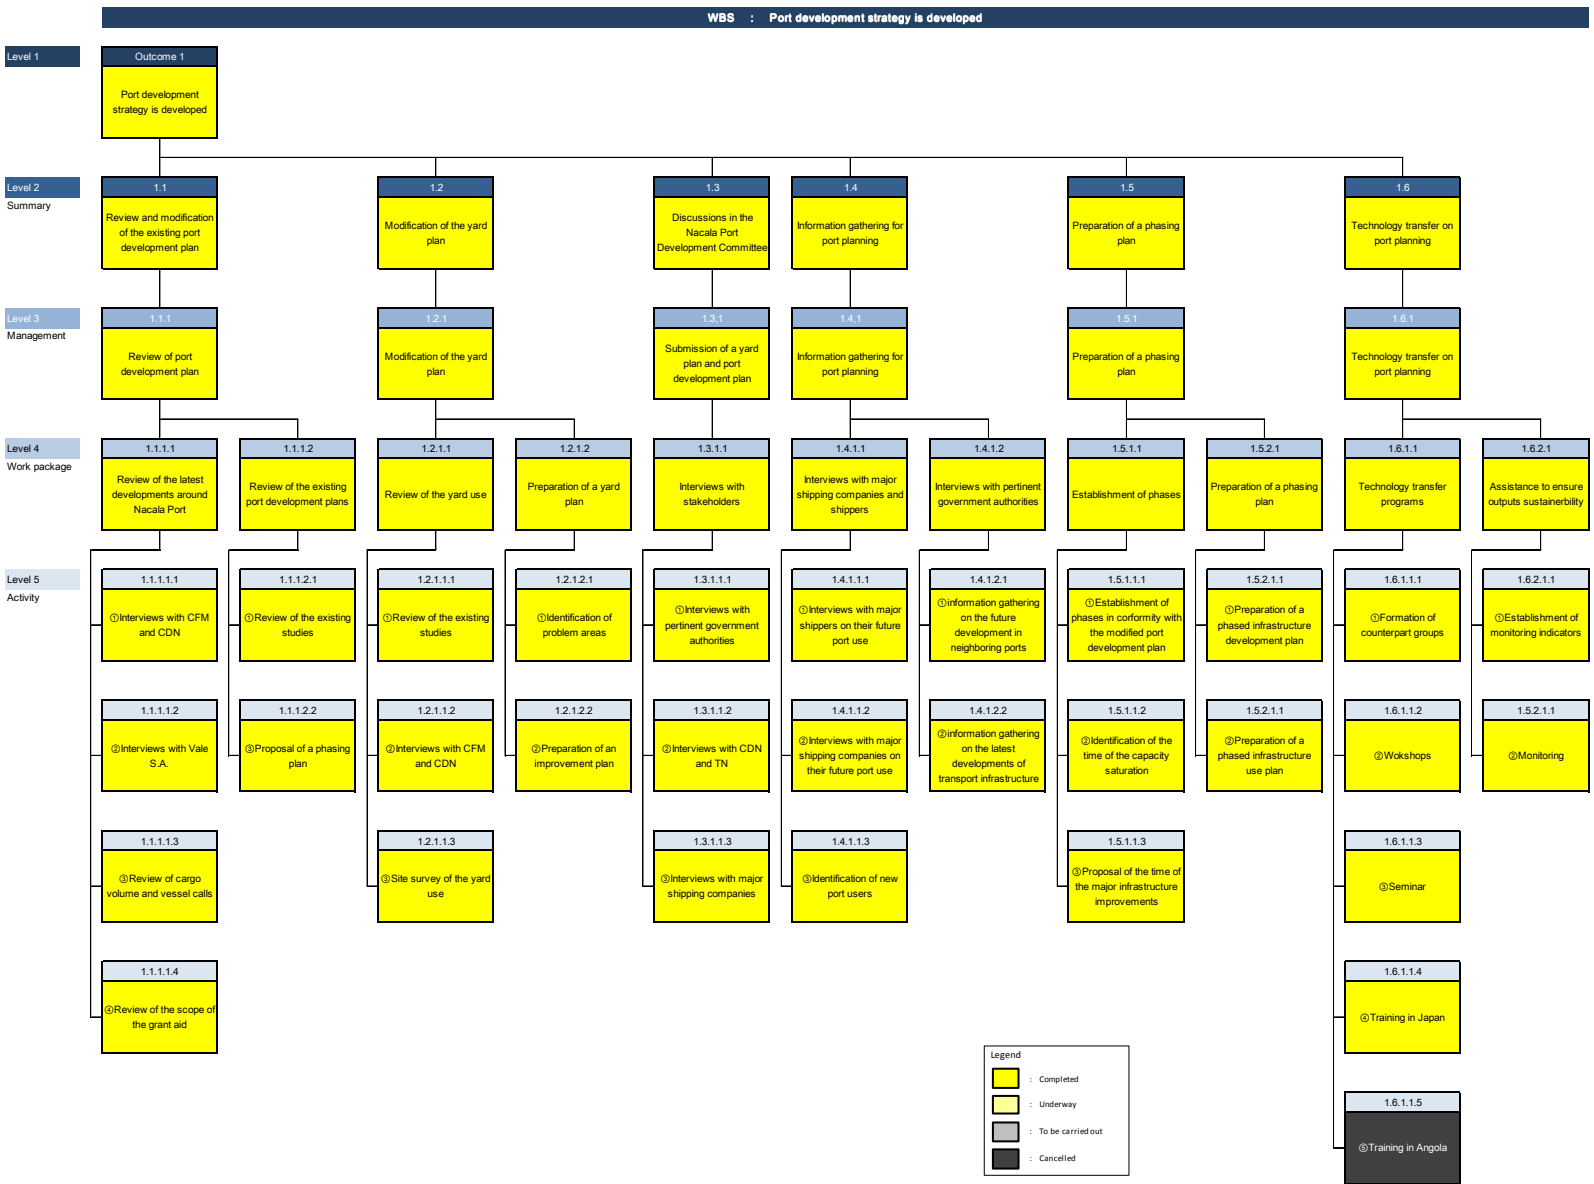 WBS : Port development strategy is developed
Level 1
Outcome 1
Port development
strategy is developed
Level 2
Summary
1.1
Review and modification
of the existing port
development plan
1.2
Modification of the yard
plan
1.3
Discussions in the
Nacala Port
Development Committee
1.4
Information gathering for
port planning
1.5
Preparation of a phasing
plan
1.6
Technology transfer on
port planning
Level 3
Management
1.1.1
Review of port
development plan
1.2.1
Modification of the yard
plan
1.3,1
Submission of a yard
plan and port
development plan
1.4,1
Information gathering for
port planning
1.5.1
Preparation of a phasing
plan
1.6.1
Technology transfer on
port planning
Level 4
Work package
1.1.1.1
Review of the latest
developments around
Nacala Port
1.1.1.2
Review of the existing
port development plans
1.2.1.1
Review of the yard use
1.2.1.2
Preparation of a yard
plan
1.3.1.1
Interviews with
stakeholders
1.4.1.1
Interviews with major
shipping companies and
shippers
1.4.1.2
Interviews with pertinent
government authorities
1.5.1.1
Establishment of phases
1.5.2.1
Preparation of a phasing
plan
1.6.1.1
Technology transfer
programs
1.6.2.1
Assistance to ensure
outputs sustainerbility
Level 5
Activity
1.1.1.1.1
①Interviews with CFM
and CDN
1.1.1.2.1
①Review of the existing
studies
1.2.1.1.1
①Review of the existing
studies
1.2.1.2.1
①Identification of
problem areas
1.3.1.1.1
①Interviews with
pertinent government
authorities
1.4.1.1.1
①Interviews with major
shippers on their future
port use
1.4.1.2.1
①information gathering
on the future
development in
neighboring ports
1.5.1.1.1
①Establishment of
phases in corformity with
the modified port
development plan
1.5.2.1.1
①Preparation of a
phased infrastructure
development plan
1.6.1.1.1
①Formation of
counterpart groups
1.6.2.1.1
①Establishment of
monitoring indicators
1.1.1.1.2
②Interviews with Vale
S.A.
1.1.1.2.2
③Proposal of a phasing
plan
1.2.1.1.2
②Interviews with CFM
and CDN
1.2.1.2.2
②Preparation of an
improvement plan
1.3.1.1.2
②Interviews with CDN
and TN
1.4.1.1.2
②Interviews with major
shipping companies on
their future port use
1.4.1.2.2
②information gathering
on the latest
developments of
transport infrastructure
1.5.1.1.2
②Identification of the
time of the capacity
saturation
1.5.2.1.1
②Preparation of a
phased infrastructure
use plan
1.6.1.1.2
②Wokshops
1.5.2.1.1
②Monitoring
1.1.1.1.3
③Review of cargo
volume and vessel calls
1.2.1.1.3
③Site survey of the yard
use
1.3.1.1.3
③Interviews with major
shipping companies
1.4.1.1.3
③Identification of new
port users
1.5.1.1.3
③Proposal of the time of
the major infrastructure
improvements
1.6.1.1.3
③Seminar
1.1.1.1.4
④Review of the scope of
the grant aid
1.6.1.1.4
④Training in Japan
1.6.1.1.5
⑤Training in Angola
Legend
: Completed
: Underway
: To be carried out
: Cancelled